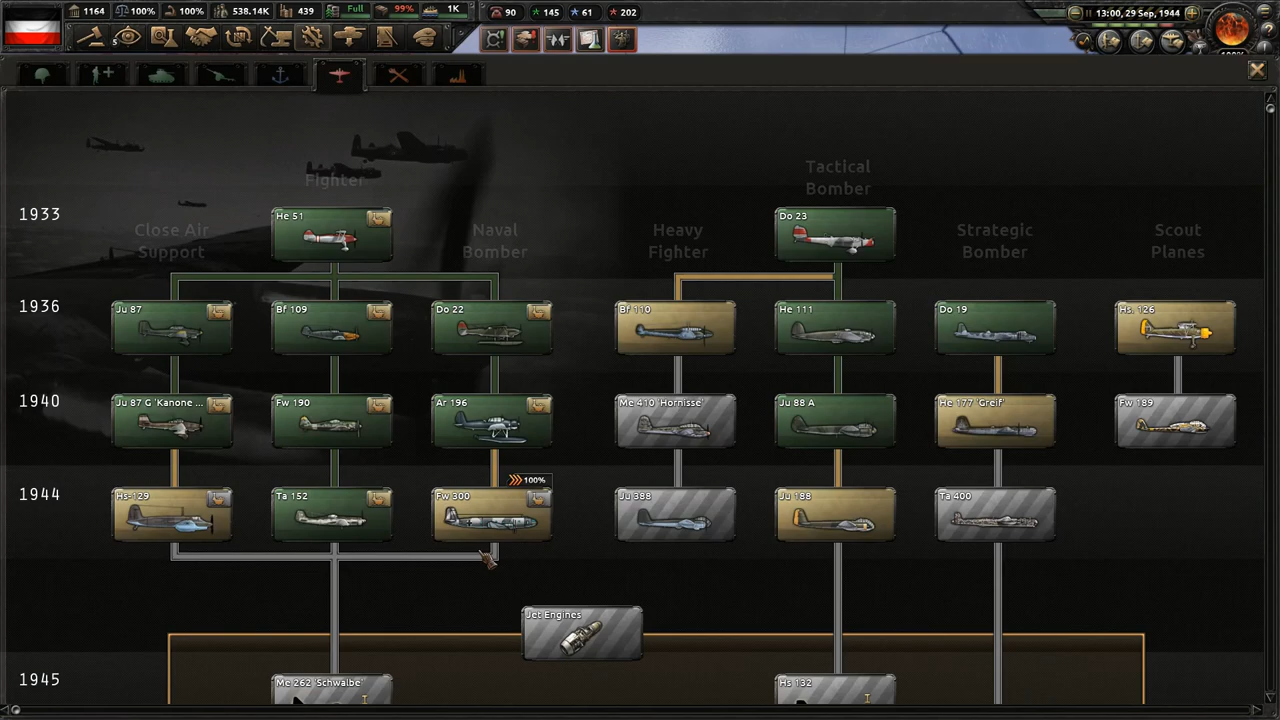 1164
100%
100%
538.14K
439
Full
99%
1K
90
145
61
202
13:00, 29 Sep, 1944
100%
Fighter
Tactical
Bomber
1933
He 51
Do 23
Close Air
Support
Naval
Bomber
Heavy
Fighter
Strategic
Bomber
Scout
Planes
1936
Ju 87
Bf 109
Do 22
Bf 110
He 111
Do 19
Hs. 126
1940
Ju 87 G 'Kanone ...
Fw 190
Ar 196
Me 410 'Hornisse'
Ju 88 A
He 177 'Greif'
Fw 189
100%
1944
Hs-129
Ta 152
Fw 300
Ju 388
Ju 188
Ta 400
Jet Engines
1945
Me 262 'Schwalbe'
Hs 132